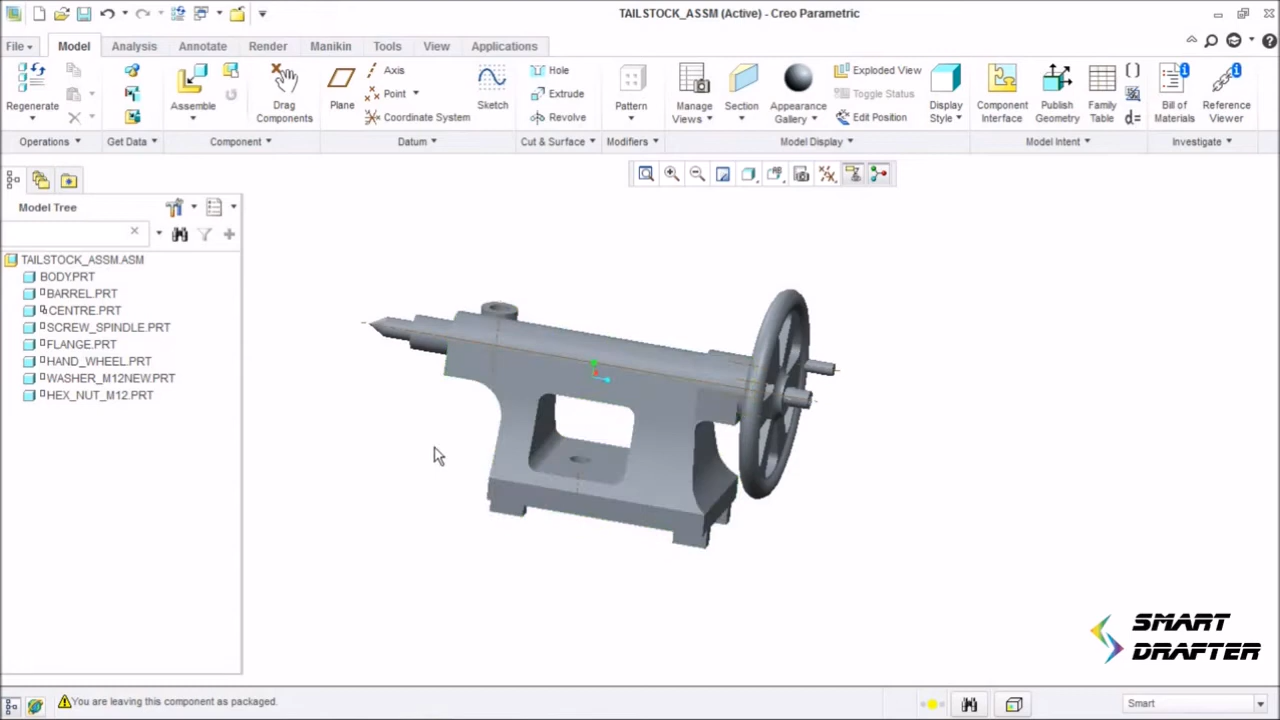 TAILSTOCK_ASSM (Active) - Creo Parametric
File Model Analysis Annotate Render Manikin Tools View Applications
Regenerate
Assemble
Drag Components
Plane
Axis
Point
Coordinate System
Sketch
Hole
Extrude
Revolve
Pattern
Manage Views
Section
Appearance Gallery
Exploded View
Toggle Status
Edit Position
Display Style
Component Interface
Publish Geometry
Family Table
d=
Bill of Materials
Reference Viewer
Operations Get Data Component Datum Cut & Surface Modifiers Model Display Model Intent Investigate
Model Tree
TAILSTOCK_ASSM.ASM
BODY.PRT
BARREL.PRT
CENTRE.PRT
SCREW_SPINDLE.PRT
FLANGE.PRT
HAND_WHEEL.PRT
WASHER_M12NEW.PRT
HEX_NUT_M12.PRT
SMART
DRAFTER
You are leaving this component as packaged.
Smart